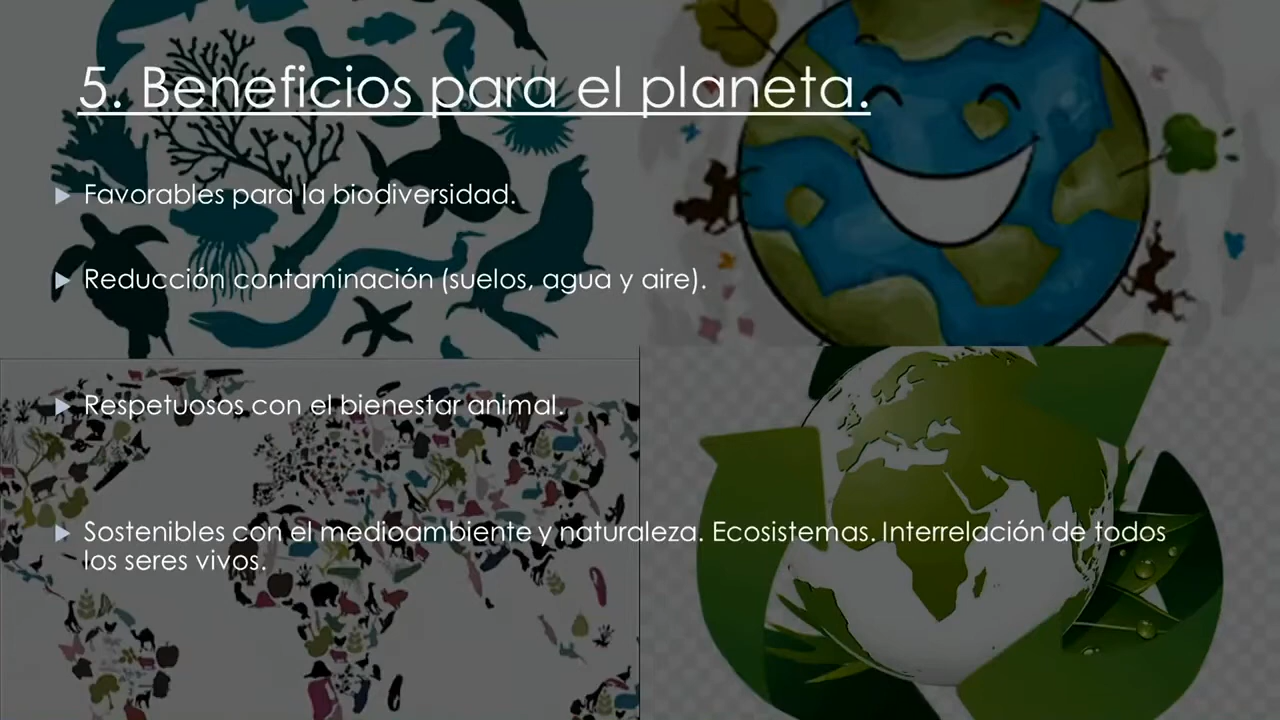 5. Beneficios para el planeta.
Favorables para la biodiversidad.
Reducción contaminación (suelos, agua y aire).
Respetuosos con el bienestar animal.
Sostenibles con el medioambiente y naturaleza. Ecosistemas. Interrelación de todos
los seres vivos.